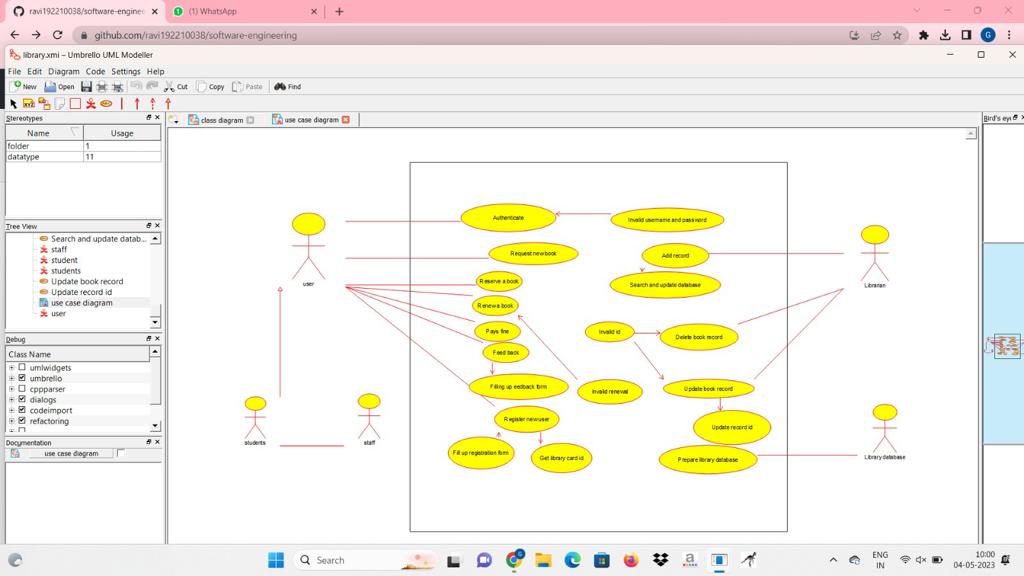 ravi192210038/software-engine
(1) WhatsApp
github.com/ravi192210038/software-engineering
G
library.xmi – Umbrello UML Modeller
File Edit Diagram Code Settings Help
New Open Cut Copy Paste Find
Stereotypes
Name Usage
folder 1
datatype 11
Tree View
Search and update datab...
staff
student
students
Update book record
Update record id
use case diagram
user
Debug
Class Name
umlwidgets
umbrello
cppparser
dialogs
codeimport
refactoring
Documentation
use case diagram
class diagram
use case diagram
Bird's eye
Authenticate
Invalid username and password
Request new book
Add record
Reserve a book
Search and update database
Renew a book
Pays fine
Invalid id
Delete book record
Feed back
Filling up eedback form
Invalid renewal
Update book record
Register new user
Update record id
Fill up registration form
Get library card id
Prepare library database
user
Librarian
students
staff
Library database
Search
ENG
IN
10:00
04-05-2023